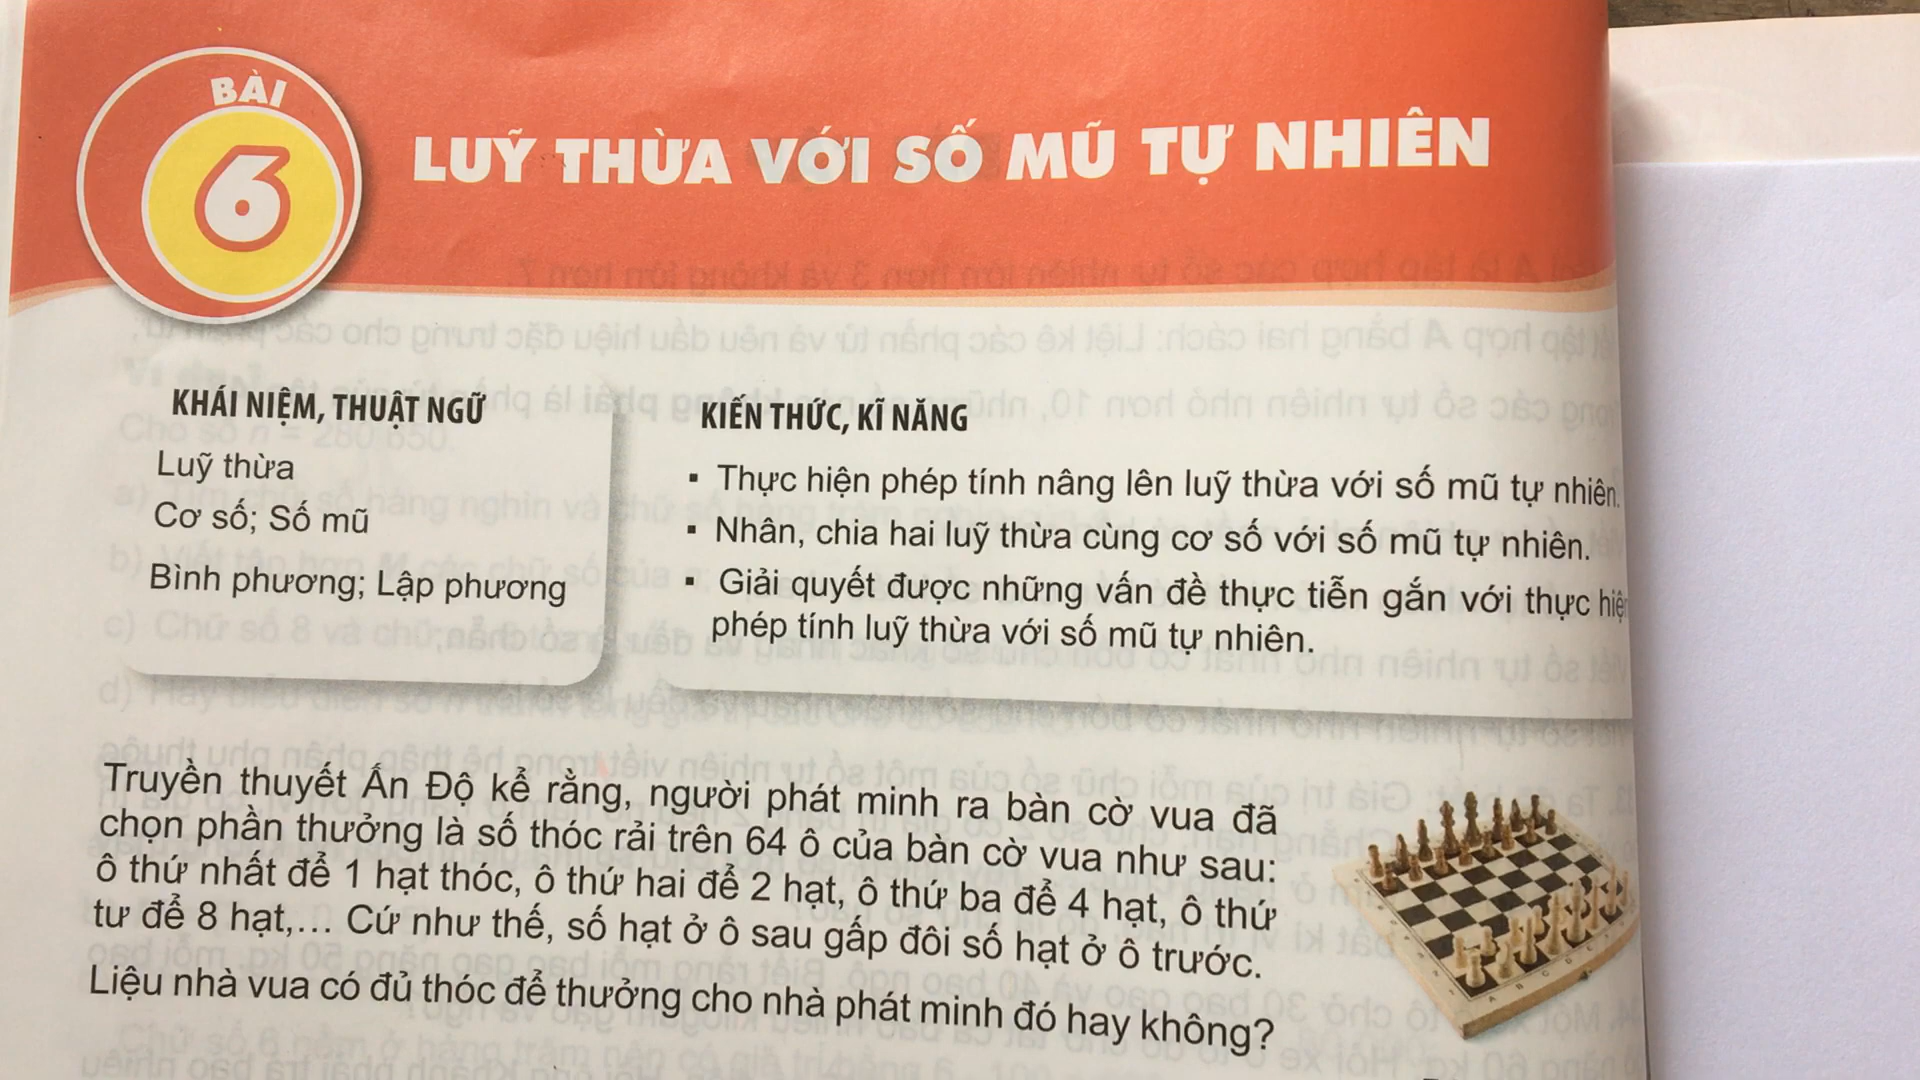 BÀI
6
LUỸ THỪA VỚI SỐ MŨ TỰ NHIÊN
KHÁI NIỆM, THUẬT NGỮ
Luỹ thừa
Cơ số; Số mũ
Bình phương; Lập phương
KIẾN THỨC, KĨ NĂNG
▪ Thực hiện phép tính nâng lên luỹ thừa với số mũ tự nhiên.
▪ Nhân, chia hai luỹ thừa cùng cơ số với số mũ tự nhiên.
▪ Giải quyết được những vấn đề thực tiễn gắn với thực hiện
phép tính luỹ thừa với số mũ tự nhiên.
Truyền thuyết Ấn Độ kể rằng, người phát minh ra bàn cờ vua đã
chọn phần thưởng là số thóc rải trên 64 ô của bàn cờ vua như sau:
ô thứ nhất để 1 hạt thóc, ô thứ hai để 2 hạt, ô thứ ba để 4 hạt, ô thứ
tư để 8 hạt,... Cứ như thế, số hạt ở ô sau gấp đôi số hạt ở ô trước.
Liệu nhà vua có đủ thóc để thưởng cho nhà phát minh đó hay không?